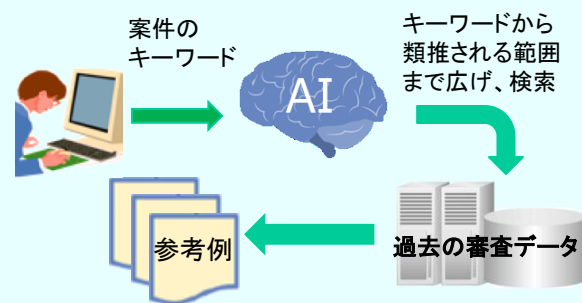 案件の
キーワード
AI
キーワードから
類推される範囲
まで広げ、検索
過去の審査データ
参考例